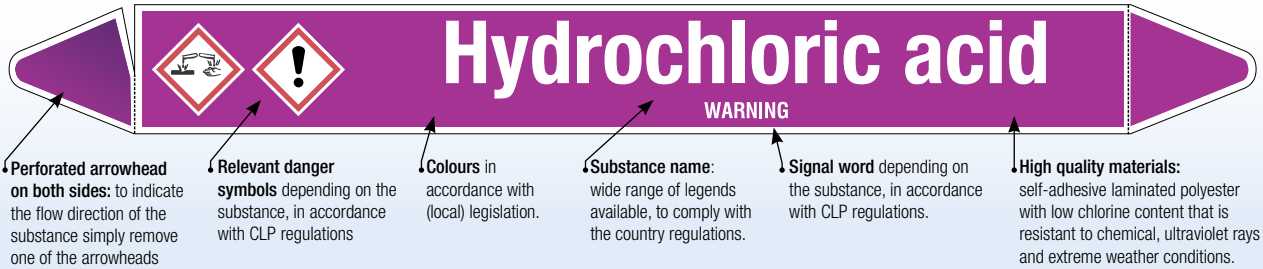 Hydrochloric acid
WARNING
Perforated arrowhead
on both sides: to indicate
the flow direction of the
substance simply remove
one of the arrowheads
Relevant danger
symbols depending on the
substance, in accordance
with CLP regulations
Colours in
accordance with
(local) legislation.
Substance name:
wide range of legends
available, to comply with
the country regulations.
Signal word depending on
the substance, in accordance
with CLP regulations.
High quality materials:
self-adhesive laminated polyester
with low chlorine content that is
resistant to chemical, ultraviolet rays
and extreme weather conditions.